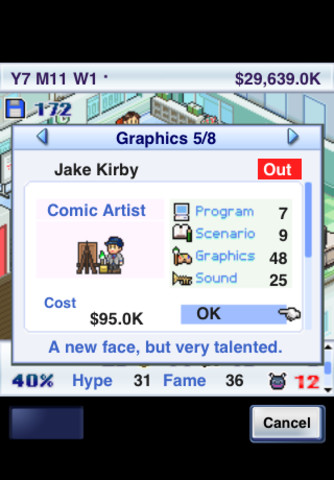 Y7 M11 W1 $29,639.0K
172
Graphics 5/8
Jake Kirby Out
Comic Artist
Program 7
Scenario 9
Graphics 48
Sound 25
Cost
$95.0K
OK
A new face, but very talented.
40% Hype 31 Fame 36 12
Cancel